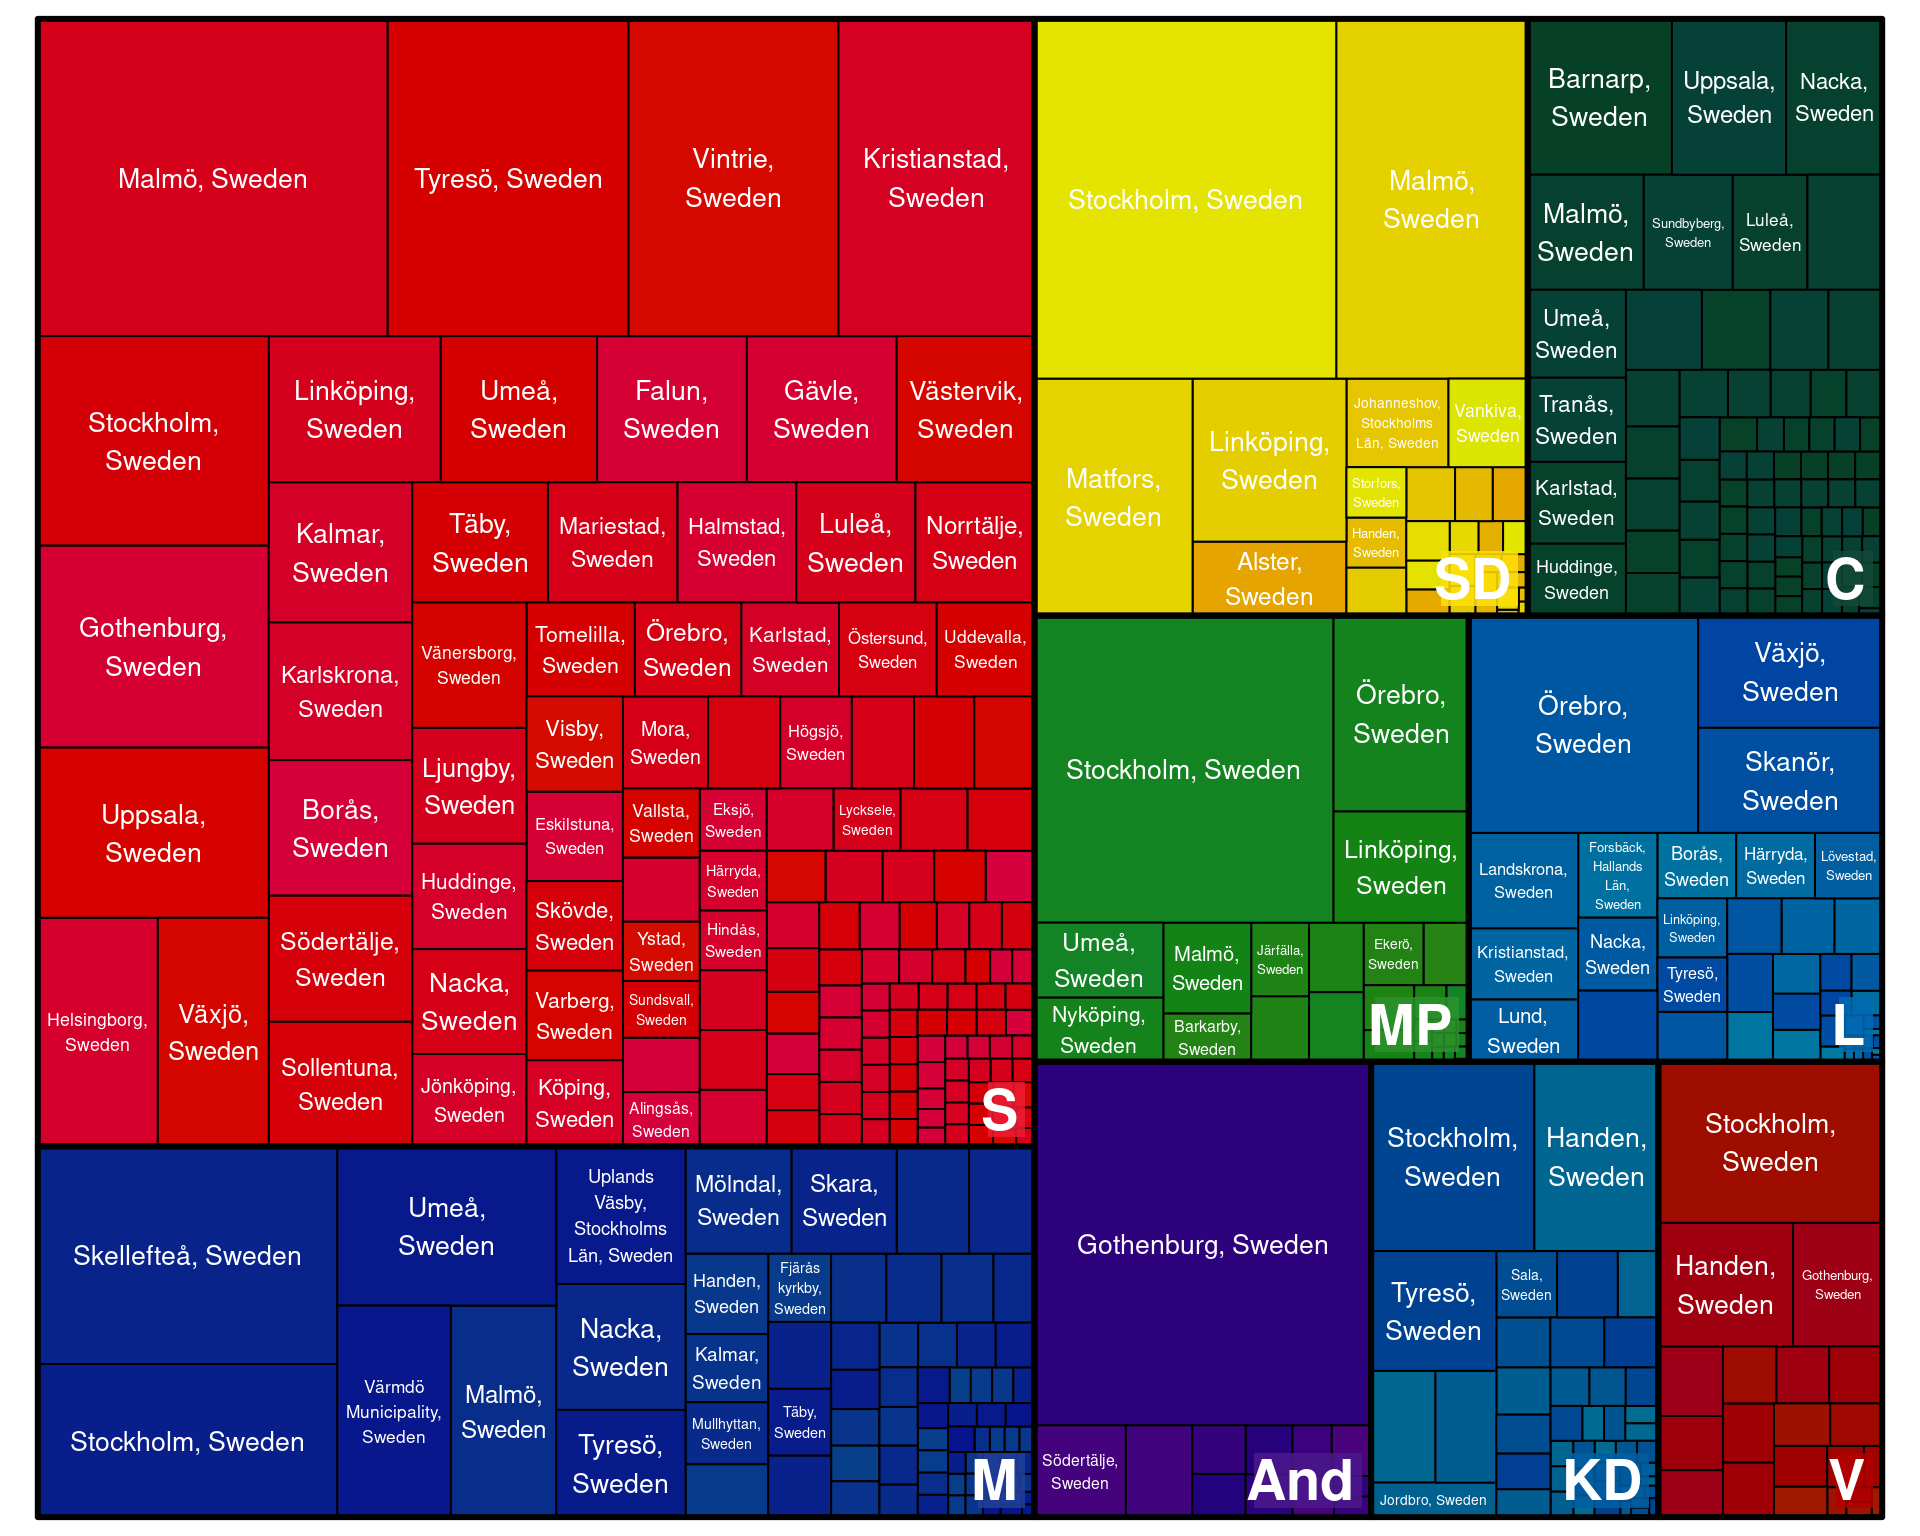 Malmö, Sweden
Tyresö, Sweden
Vintrie,
Sweden
Kristianstad,
Sweden
Stockholm,
Sweden
Linköping,
Sweden
Umeå,
Sweden
Falun,
Sweden
Gävle,
Sweden
Västervik,
Sweden
Kalmar,
Sweden
Täby,
Sweden
Mariestad,
Sweden
Halmstad,
Sweden
Luleå,
Sweden
Norrtälje,
Sweden
Gothenburg,
Sweden
Karlskrona,
Sweden
Vänersborg,
Sweden
Tomelilla,
Sweden
Örebro,
Sweden
Karlstad,
Sweden
Östersund,
Sweden
Uddevalla,
Sweden
Visby,
Sweden
Mora,
Sweden
Högsjö,
Sweden
Uppsala,
Sweden
Borås,
Sweden
Ljungby,
Sweden
Eskilstuna,
Sweden
Vallsta,
Sweden
Eksjö,
Sweden
Lycksele,
Sweden
Huddinge,
Sweden
Härryda,
Sweden
Skövde,
Sweden
Ystad,
Sweden
Hindås,
Sweden
Helsingborg,
Sweden
Växjö,
Sweden
Södertälje,
Sweden
Nacka,
Sweden
Varberg,
Sweden
Sundsvall,
Sweden
Sollentuna,
Sweden
Jönköping,
Sweden
Köping,
Sweden
Alingsås,
Sweden
S
Skellefteå, Sweden
Stockholm, Sweden
Umeå,
Sweden
Värmdö
Municipality,
Sweden
Malmö,
Sweden
Uplands
Väsby,
Stockholms
Län, Sweden
Nacka,
Sweden
Tyresö,
Sweden
Mölndal,
Sweden
Skara,
Sweden
Handen,
Sweden
Fjärås
kyrkby,
Sweden
Kalmar,
Sweden
Mullhyttan,
Sweden
Täby,
Sweden
M
Stockholm, Sweden
Malmö,
Sweden
Matfors,
Sweden
Linköping,
Sweden
Alster,
Sweden
Johanneshov,
Stockholms
Län, Sweden
Vankiva,
Sweden
Storfors,
Sweden
Handen,
Sweden
SD
Barnarp,
Sweden
Uppsala,
Sweden
Nacka,
Sweden
Malmö,
Sweden
Sundbyberg,
Sweden
Luleå,
Sweden
Umeå,
Sweden
Tranås,
Sweden
Karlstad,
Sweden
Huddinge,
Sweden
C
Stockholm, Sweden
Örebro,
Sweden
Linköping,
Sweden
Umeå,
Sweden
Nyköping,
Sweden
Malmö,
Sweden
Barkarby,
Sweden
Järfälla,
Sweden
Ekerö,
Sweden
MP
Örebro,
Sweden
Växjö,
Sweden
Skanör,
Sweden
Landskrona,
Sweden
Forsbäck,
Hallands
Län,
Sweden
Borås,
Sweden
Härryda,
Sweden
Lövestad,
Sweden
Kristianstad,
Sweden
Nacka,
Sweden
Linköping,
Sweden
Tyresö,
Sweden
Lund,
Sweden
L
Gothenburg, Sweden
Södertälje,
Sweden
And
Stockholm,
Sweden
Handen,
Sweden
Tyresö,
Sweden
Sala,
Sweden
Jordbro, Sweden
KD
Stockholm,
Sweden
Handen,
Sweden
Gothenburg,
Sweden
V